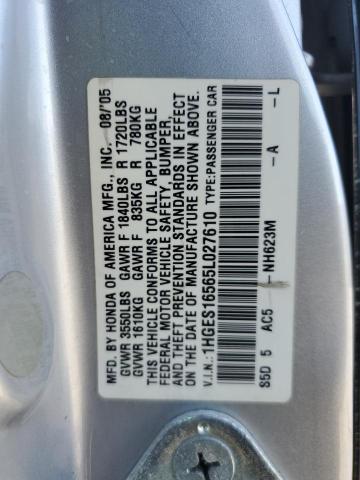 MFD. BY HONDA OF AMERICA MFG., INC. 08/'05
GVWR 3550LBS GAWR F 1840LBS R 1720LBS
GVWR 1610KG GAWR F 835KG R 780KG
THIS VEHICLE CONFORMS TO ALL APPLICABLE
FEDERAL MOTOR VEHICLE SAFETY, BUMPER,
AND THEFT PREVENTION STANDARDS IN EFFECT
ON THE DATE OF MANUFACTURE SHOWN ABOVE.
V.I.N.: 1HGES16565L027610 TYPE:PASSENGER CAR
S5D 5 AC5 -NH623M -A -L